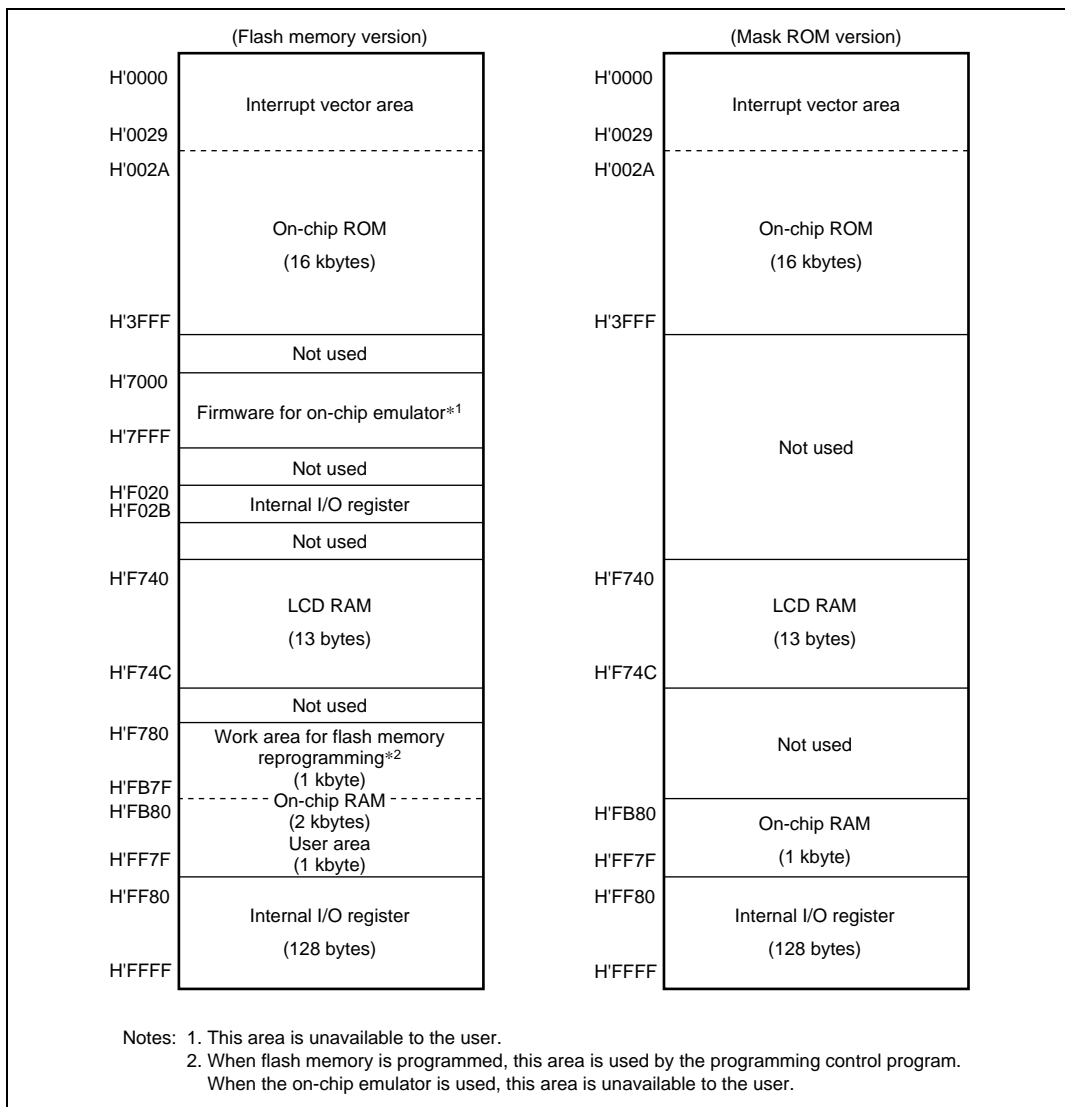 (Flash memory version)
H'0000
Interrupt vector area
H'0029
H'002A
On-chip ROM
(16 kbytes)
H'3FFF
Not used
H'7000
Firmware for on-chip emulator*1
H'7FFF
Not used
H'F020
H'F02B
Internal I/O register
Not used
H'F740
LCD RAM
(13 bytes)
H'F74C
Not used
H'F780
Work area for flash memory
reprogramming*2
(1 kbyte)
H'FB7F
On-chip RAM
H'FB80
(2 kbytes)
User area
H'FF7F
(1 kbyte)
H'FF80
Internal I/O register
(128 bytes)
H'FFFF
(Mask ROM version)
H'0000
Interrupt vector area
H'0029
H'002A
On-chip ROM
(16 kbytes)
H'3FFF
Not used
H'F740
LCD RAM
(13 bytes)
H'F74C
Not used
H'FB80
On-chip RAM
(1 kbyte)
H'FF7F
H'FF80
Internal I/O register
(128 bytes)
H'FFFF
Notes: 1. This area is unavailable to the user.
2. When flash memory is programmed, this area is used by the programming control program.
When the on-chip emulator is used, this area is unavailable to the user.